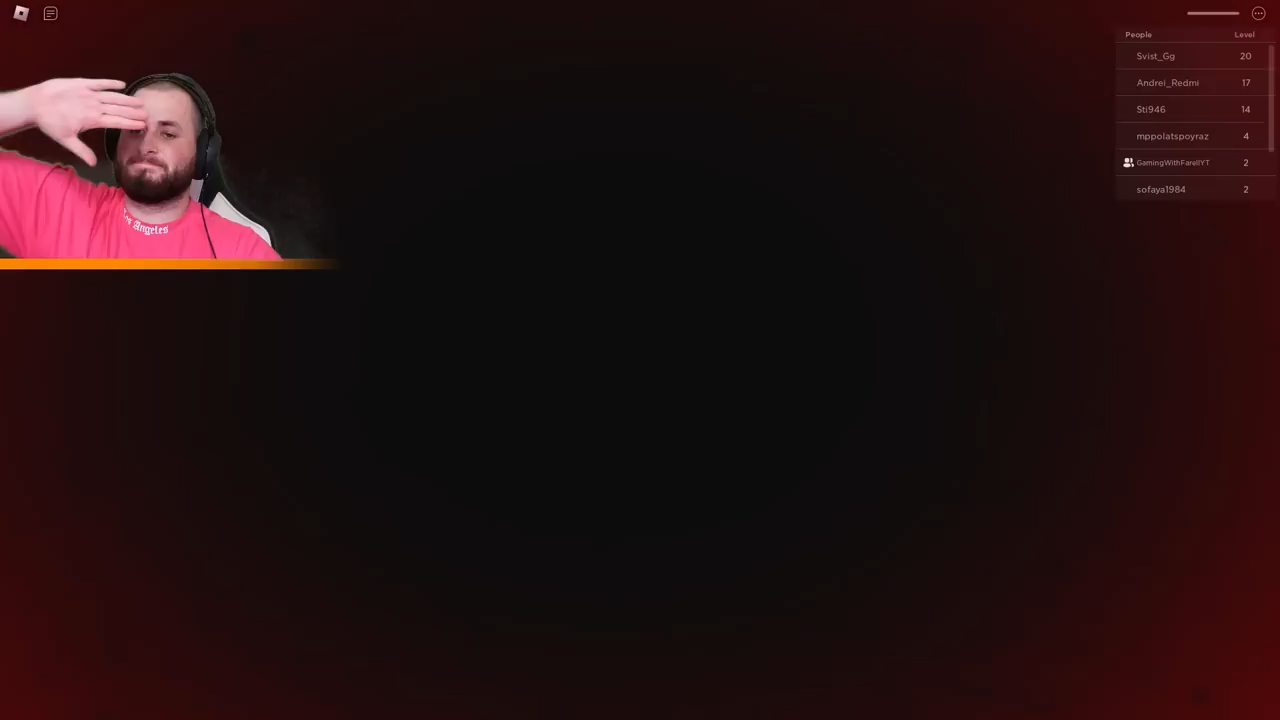 People Level
Svist_Gg 20
Andrei_Redmi 17
Sti946 14
mppolatspoyraz 4
GamingWithFarellYT 2
sofaya1984 2
Los Angeles